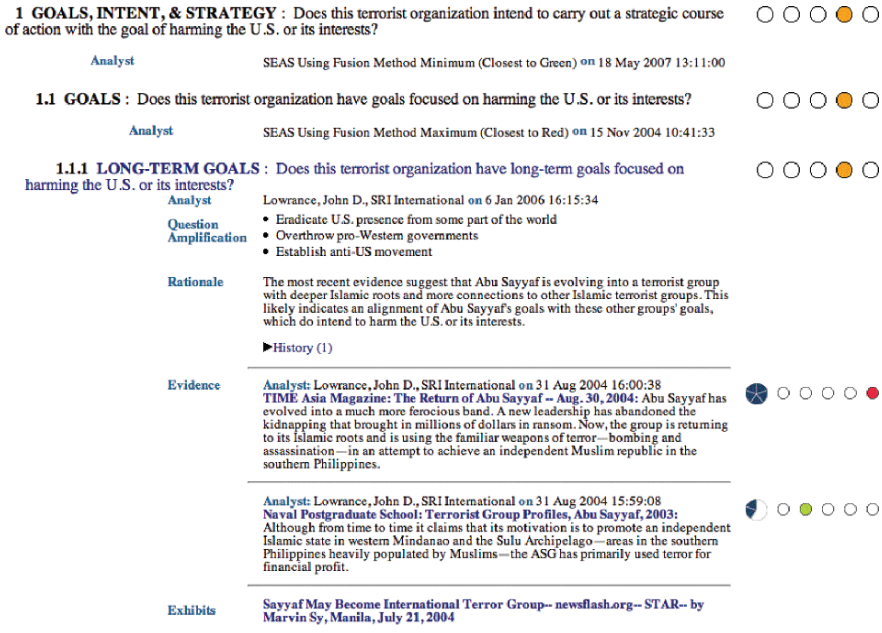 1 GOALS, INTENT, & STRATEGY : Does this terrorist organization intend to carry out a strategic course
of action with the goal of harming the U.S. or its interests?
Analyst SEAS Using Fusion Method Minimum (Closest to Green) on 18 May 2007 13:11:00
1.1 GOALS : Does this terrorist organization have goals focused on harming the U.S. or its interests?
Analyst SEAS Using Fusion Method Maximum (Closest to Red) on 15 Nov 2004 10:41:33
1.1.1 LONG-TERM GOALS : Does this terrorist organization have long-term goals focused on
harming the U.S. or its interests?
Analyst Lowrance, John D., SRI International on 6 Jan 2006 16:15:34
Question
Amplification
• Eradicate U.S. presence from some part of the world
• Overthrow pro-Western governments
• Establish anti-US movement
Rationale The most recent evidence suggest that Abu Sayyaf is evolving into a terrorist group
with deeper Islamic roots and more connections to other Islamic terrorist groups. This
likely indicates an alignment of Abu Sayyaf's goals with these other groups' goals,
which do intend to harm the U.S. or its interests.
▶History (1)
Evidence Analyst: Lowrance, John D., SRI International on 31 Aug 2004 16:00:38
TIME Asia Magazine: The Return of Abu Sayyaf -- Aug. 30, 2004: Abu Sayyaf has
evolved into a much more ferocious band. A new leadership has abandoned the
kidnapping that brought in millions of dollars in ransom. Now, the group is returning
to its Islamic roots and is using the familiar weapons of terror—bombing and
assassination—in an attempt to achieve an independent Muslim republic in the
southern Philippines.
Analyst: Lowrance, John D., SRI International on 31 Aug 2004 15:59:08
Naval Postgraduate School: Terrorist Group Profiles, Abu Sayyaf, 2003:
Although from time to time it claims that its motivation is to promote an independent
Islamic state in western Mindanao and the Sulu Archipelago—areas in the southern
Philippines heavily populated by Muslims—the ASG has primarily used terror for
financial profit.
Exhibits Sayyaf May Become International Terror Group-- newsflash.org-- STAR-- by
Marvin Sy, Manila, July 21, 2004